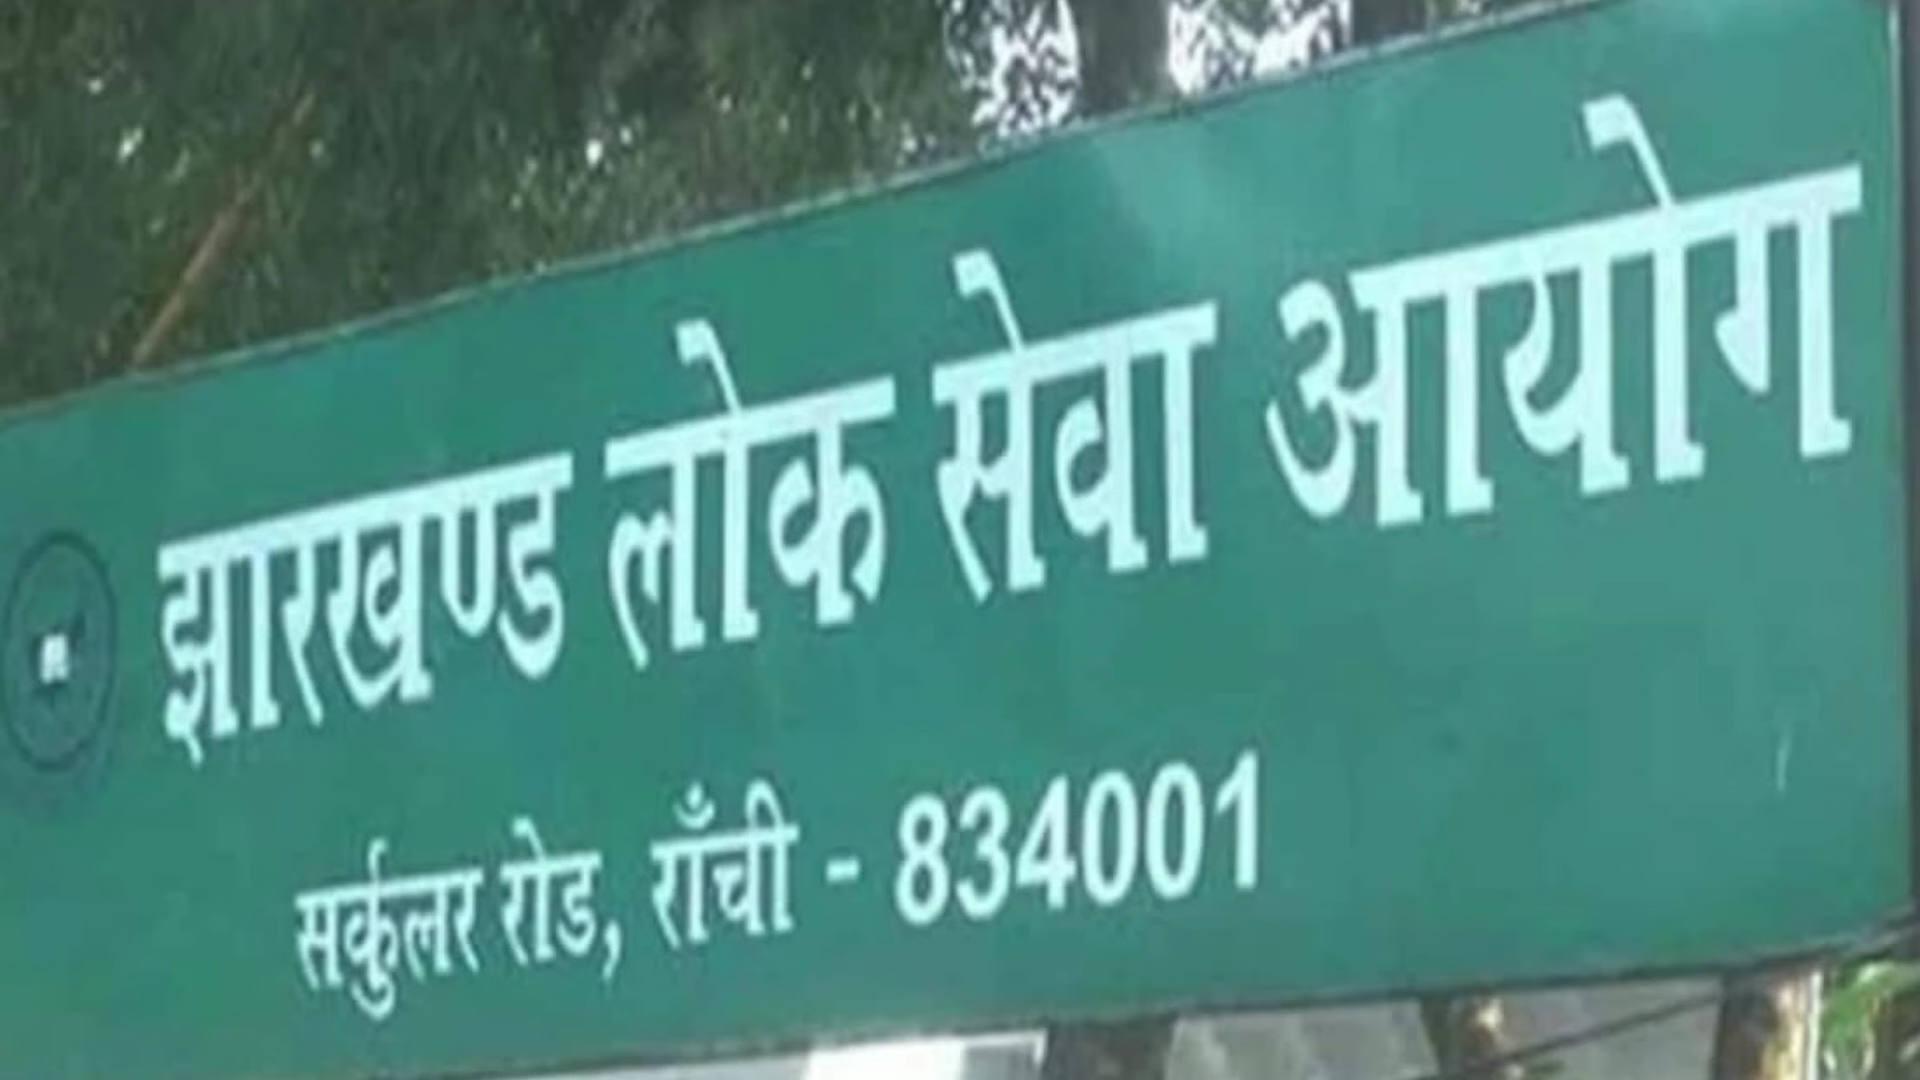 झारखण्ड लोक सेवा आयोग
सर्कुलर रोड, राँची - 834001